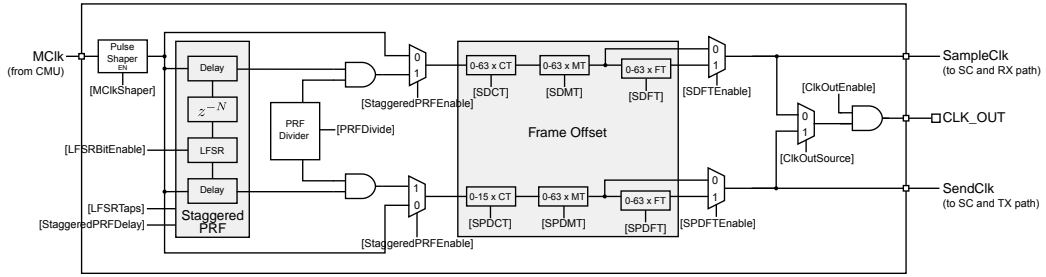 MClk
(from CMU)
Pulse
Shaper
EN
[MClkShaper]
Delay
z^{-N}
LFSR
Delay
Staggered
PRF
[LFSRBitEnable]
[LFSRTaps]
[StaggeredPRFDelay]
PRF
Divider
[PRFDivide]
0
1
[StaggeredPRFEnable]
1
0
[StaggeredPRFEnable]
0-63 x CT
[SDCT]
0-63 x MT
[SDMT]
0-63 x FT
[SDFT]
Frame Offset
0-15 x CT
[SPDCT]
0-63 x MT
[SPDMT]
0-63 x FT
[SPDFT]
0
1
[SDFTEnable]
0
1
[SPDFTEnable]
[ClkOutEnable]
0
1
[ClkOutSource]
SampleClk
(to SC and RX path)
CLK_OUT
SendClk
(to SC and TX path)